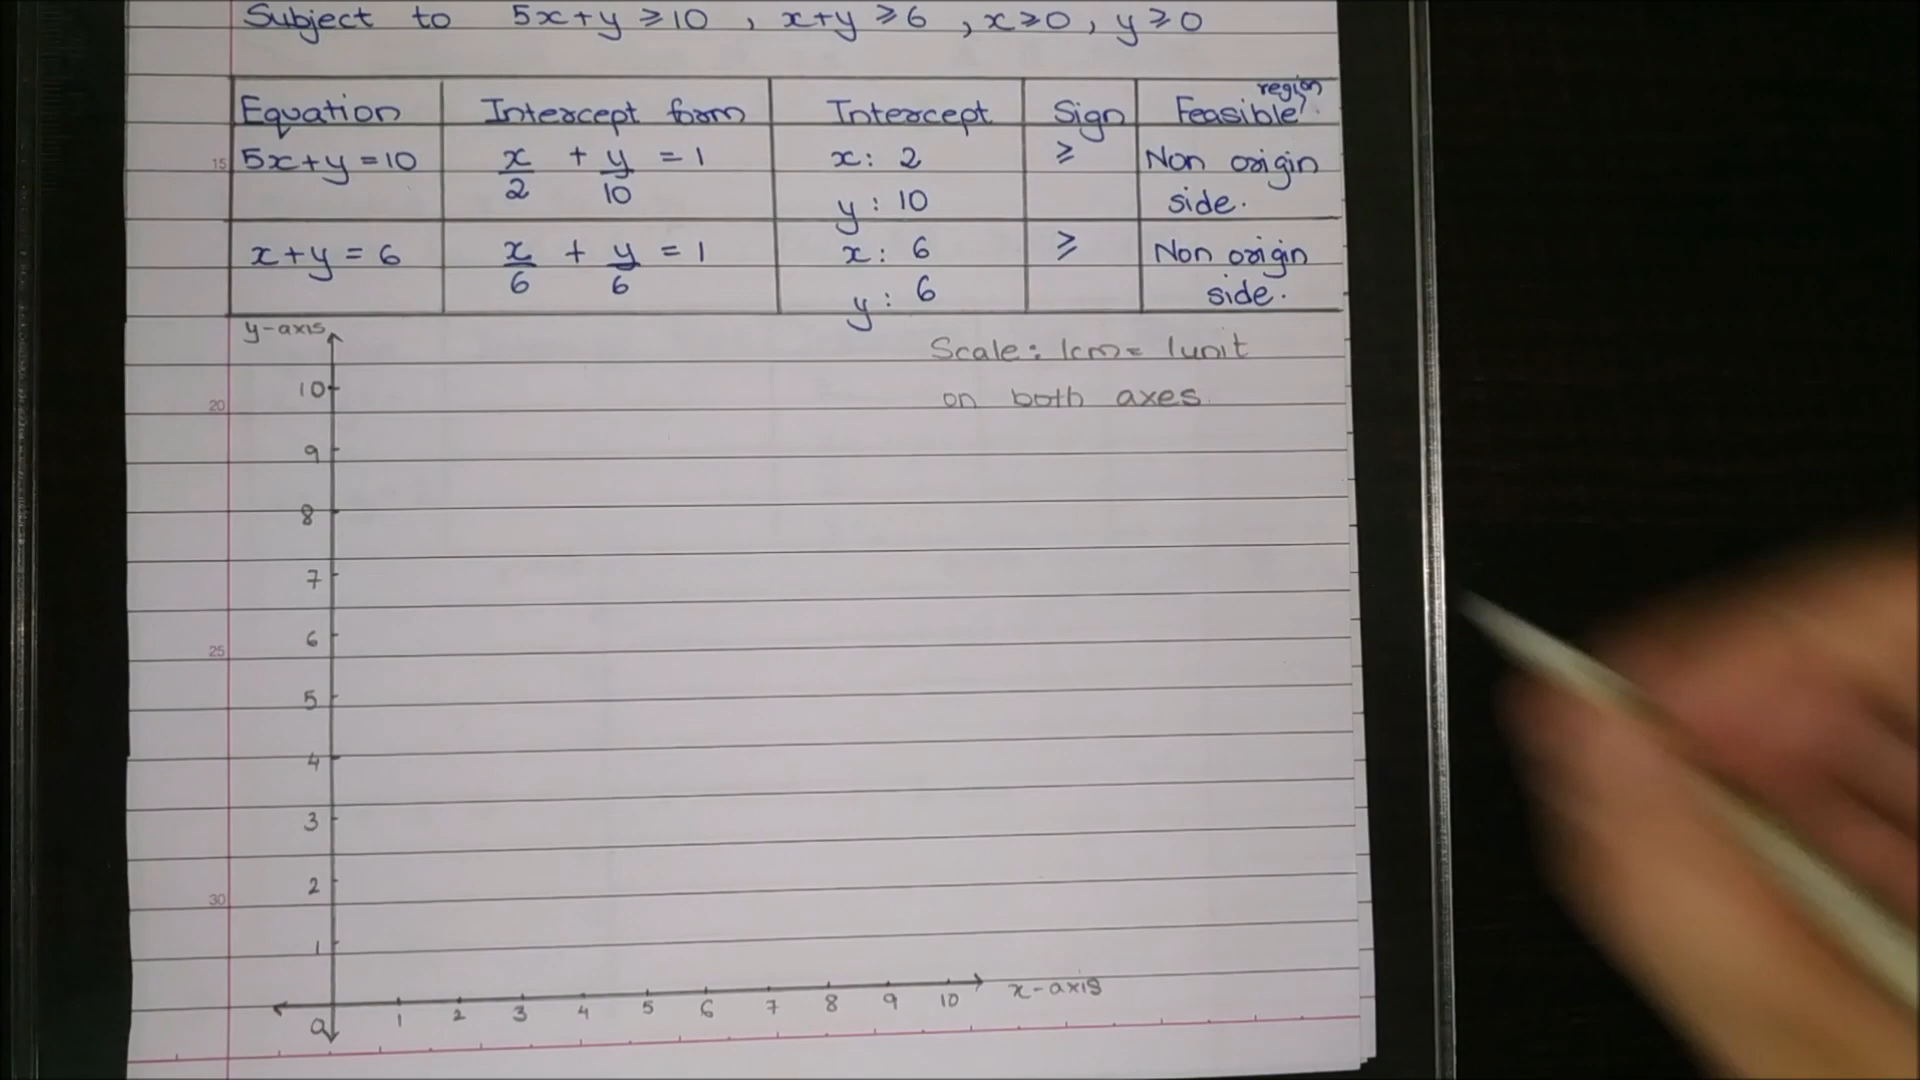 Subject to 5x+y ≥10 , x+y ≥6 , x≥0, y≥0
Equation Intercept form Intercept Sign Feasible region.
15 5x+y=10 x/2 + y/10 = 1 x: 2 ≥ Non origin
y: 10 side.
x+y = 6 x/6 + y/6 = 1 x: 6 ≥ Non origin
y: 6 side.
y-axis Scale: 1cm= 1unit
on both axes.
10
20
9
8
7
6
25
5
4
3
2
30
1
x-axis
0 1 2 3 4 5 6 7 8 9 10